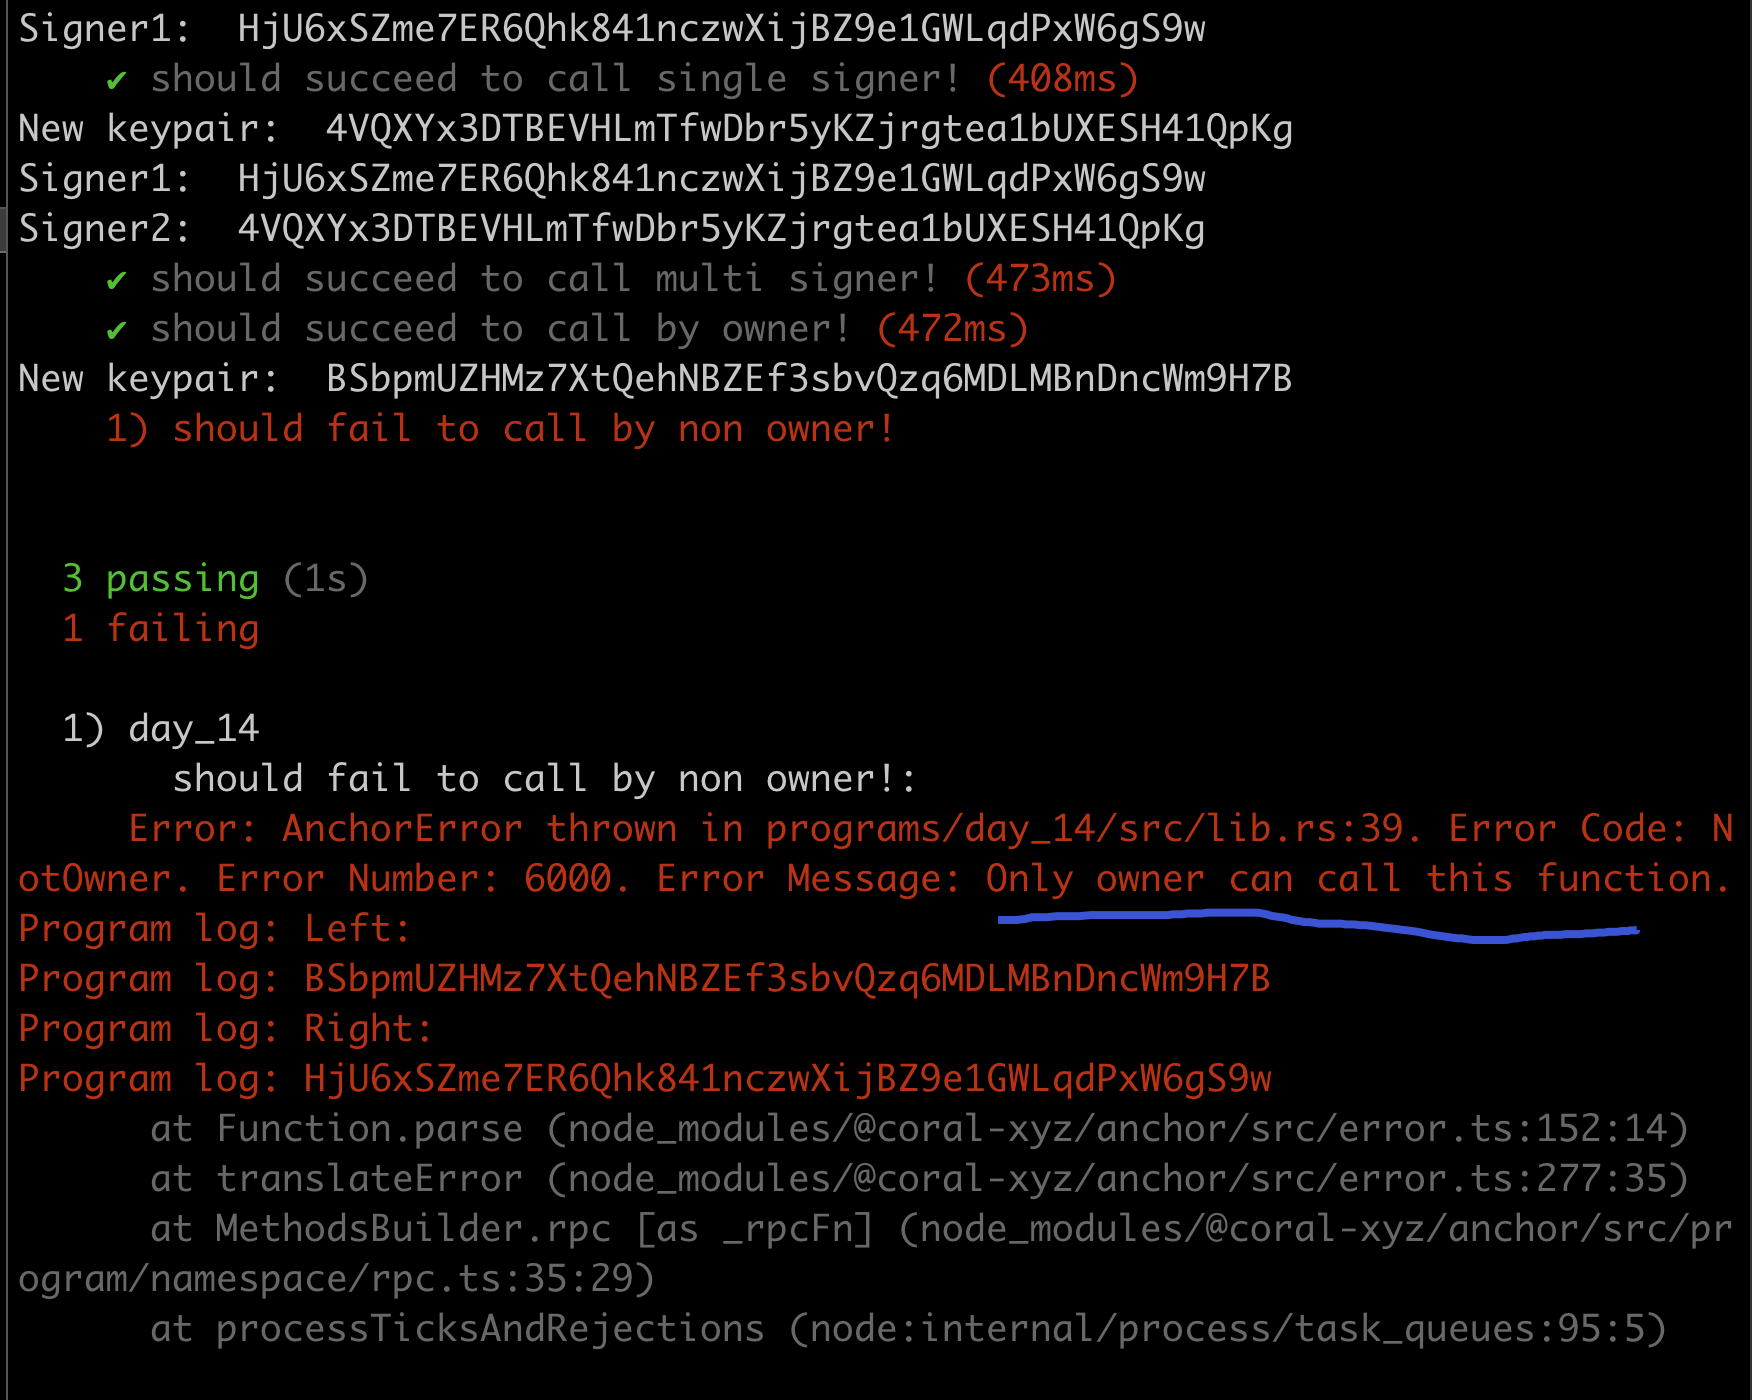 Signer1:  HjU6xSZme7ER6Qhk841nczwXijBZ9e1GWLqdPxW6gS9w
✔ should succeed to call single signer! (408ms)
New keypair:  4VQXYx3DTBEVHLmTfwDbr5yKZjrgtea1bUXESH41QpKg
Signer1:  HjU6xSZme7ER6Qhk841nczwXijBZ9e1GWLqdPxW6gS9w
Signer2:  4VQXYx3DTBEVHLmTfwDbr5yKZjrgtea1bUXESH41QpKg
✔ should succeed to call multi signer! (473ms)
✔ should succeed to call by owner! (472ms)
New keypair:  BSbpmUZHMz7XtQehNBZEf3sbvQzq6MDLMBnDncWm9H7B
1) should fail to call by non owner!
3 passing (1s)
1 failing
1) day_14
should fail to call by non owner!:
Error: AnchorError thrown in programs/day_14/src/lib.rs:39. Error Code: N
otOwner. Error Number: 6000. Error Message: Only owner can call this function.
Program log: Left:
Program log: BSbpmUZHMz7XtQehNBZEf3sbvQzq6MDLMBnDncWm9H7B
Program log: Right:
Program log: HjU6xSZme7ER6Qhk841nczwXijBZ9e1GWLqdPxW6gS9w
at Function.parse (node_modules/@coral-xyz/anchor/src/error.ts:152:14)
at translateError (node_modules/@coral-xyz/anchor/src/error.ts:277:35)
at MethodsBuilder.rpc [as _rpcFn] (node_modules/@coral-xyz/anchor/src/pr
ogram/namespace/rpc.ts:35:29)
at processTicksAndRejections (node:internal/process/task_queues:95:5)